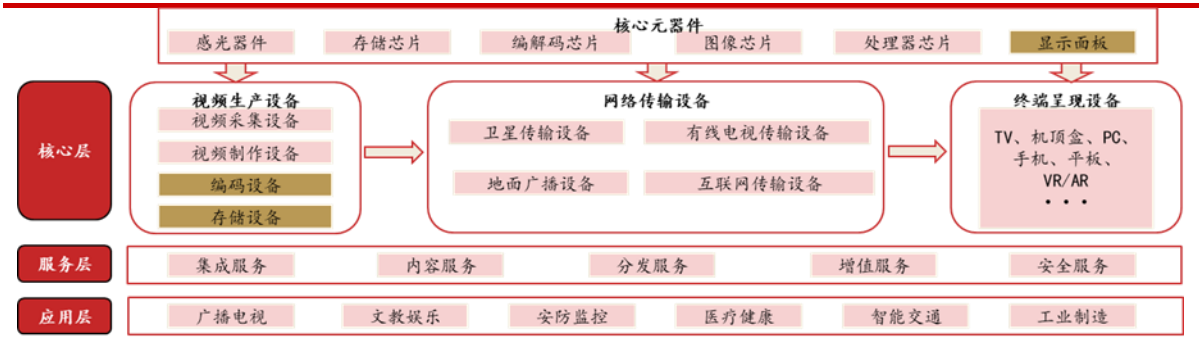 核心元器件
感光器件
存储芯片
编解码芯片
图像芯片
处理器芯片
显示面板
核心层
视频生产设备
视频采集设备
视频制作设备
编码设备
存储设备
网络传输设备
卫星传输设备
有线电视传输设备
地面广播设备
互联网传输设备
终端呈现设备
TV、机顶盒、PC、
手机、平板、
VR/AR
···
服务层
集成服务
内容服务
分发服务
增值服务
安全服务
应用层
广播电视
文教娱乐
安防监控
医疗健康
智能交通
工业制造